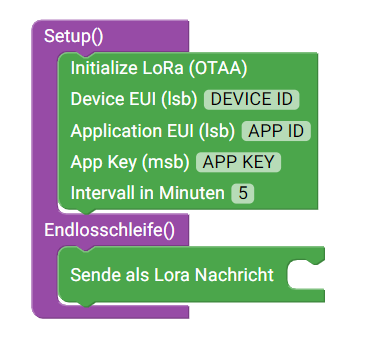 Setup()
Initialize LoRa (OTAA)
Device EUI (lsb) DEVICE ID
Application EUI (lsb) APP ID
App Key (msb) APP KEY
Intervall in Minuten 5
Endlosschleife()
Sende als Lora Nachricht